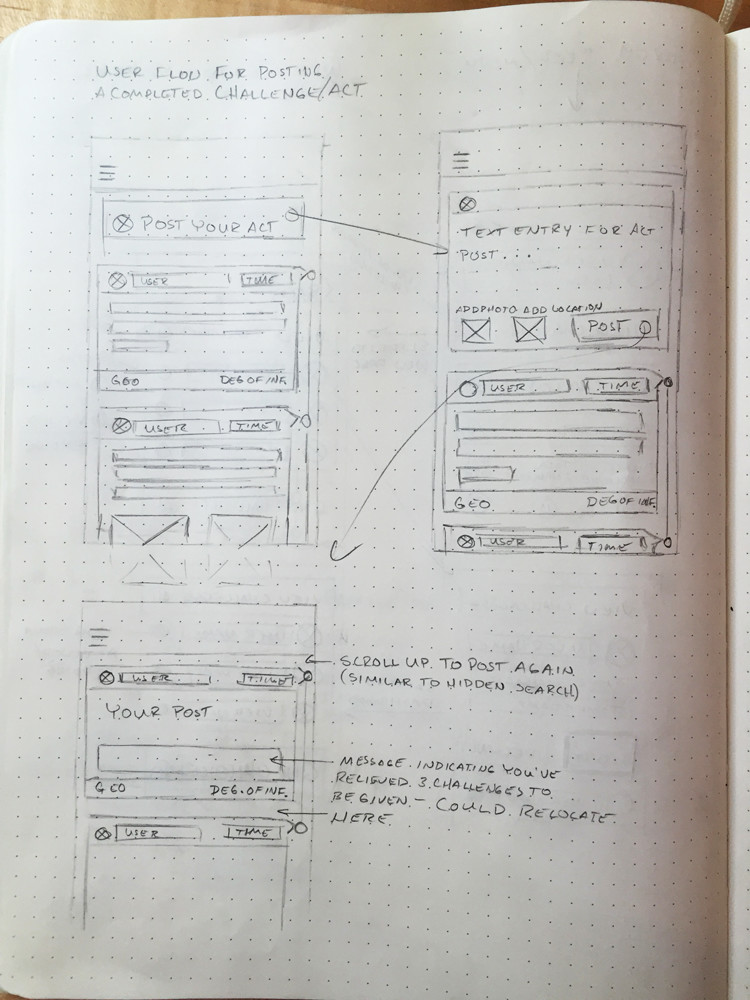 USER FLOW FOR POSTING
A COMPLETED CHALLENGE/ACT
POST YOUR ACT
USER TIME
GEO DEG OF INF.
USER TIME
TEXT ENTRY FOR ACT
POST...
ADD PHOTO ADD LOCATION
POST
USER TIME
GEO DEG OF INF.
USER TIME
USER TIME
YOUR POST
GEO DEG. OF INF.
USER TIME
SCROLL UP TO POST AGAIN
(SIMILAR TO HIDDEN SEARCH)
MESSAGE INDICATING YOU'VE
RELIEVED 3 CHALLENGES TO
BE GIVEN - COULD RELOCATE
HERE